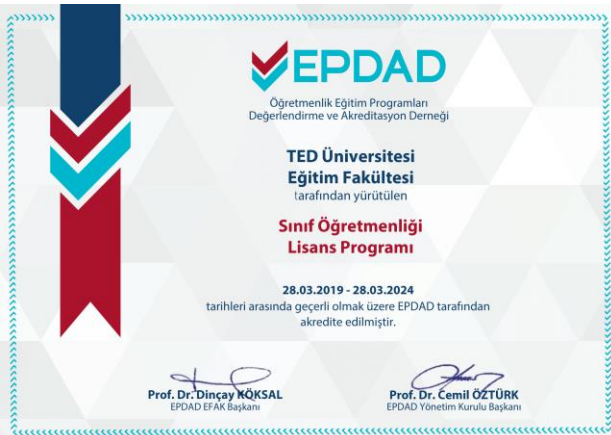 EPDAD
Öğretmenlik Eğitim Programları
Değerlendirme ve Akreditasyon Derneği
TED Üniversitesi
Eğitim Fakültesi
tarafından yürütülen
Sınıf Öğretmenliği
Lisans Programı
28.03.2019 - 28.03.2024
tarihleri arasında geçerli olmak üzere EPDAD tarafından
akredite edilmiştir.
Prof. Dr. Dinçay KÖKSAL
EPDAD EFAK Başkanı
Prof. Dr. Cemil ÖZTÜRK
EPDAD Yönetim Kurulu Başkanı